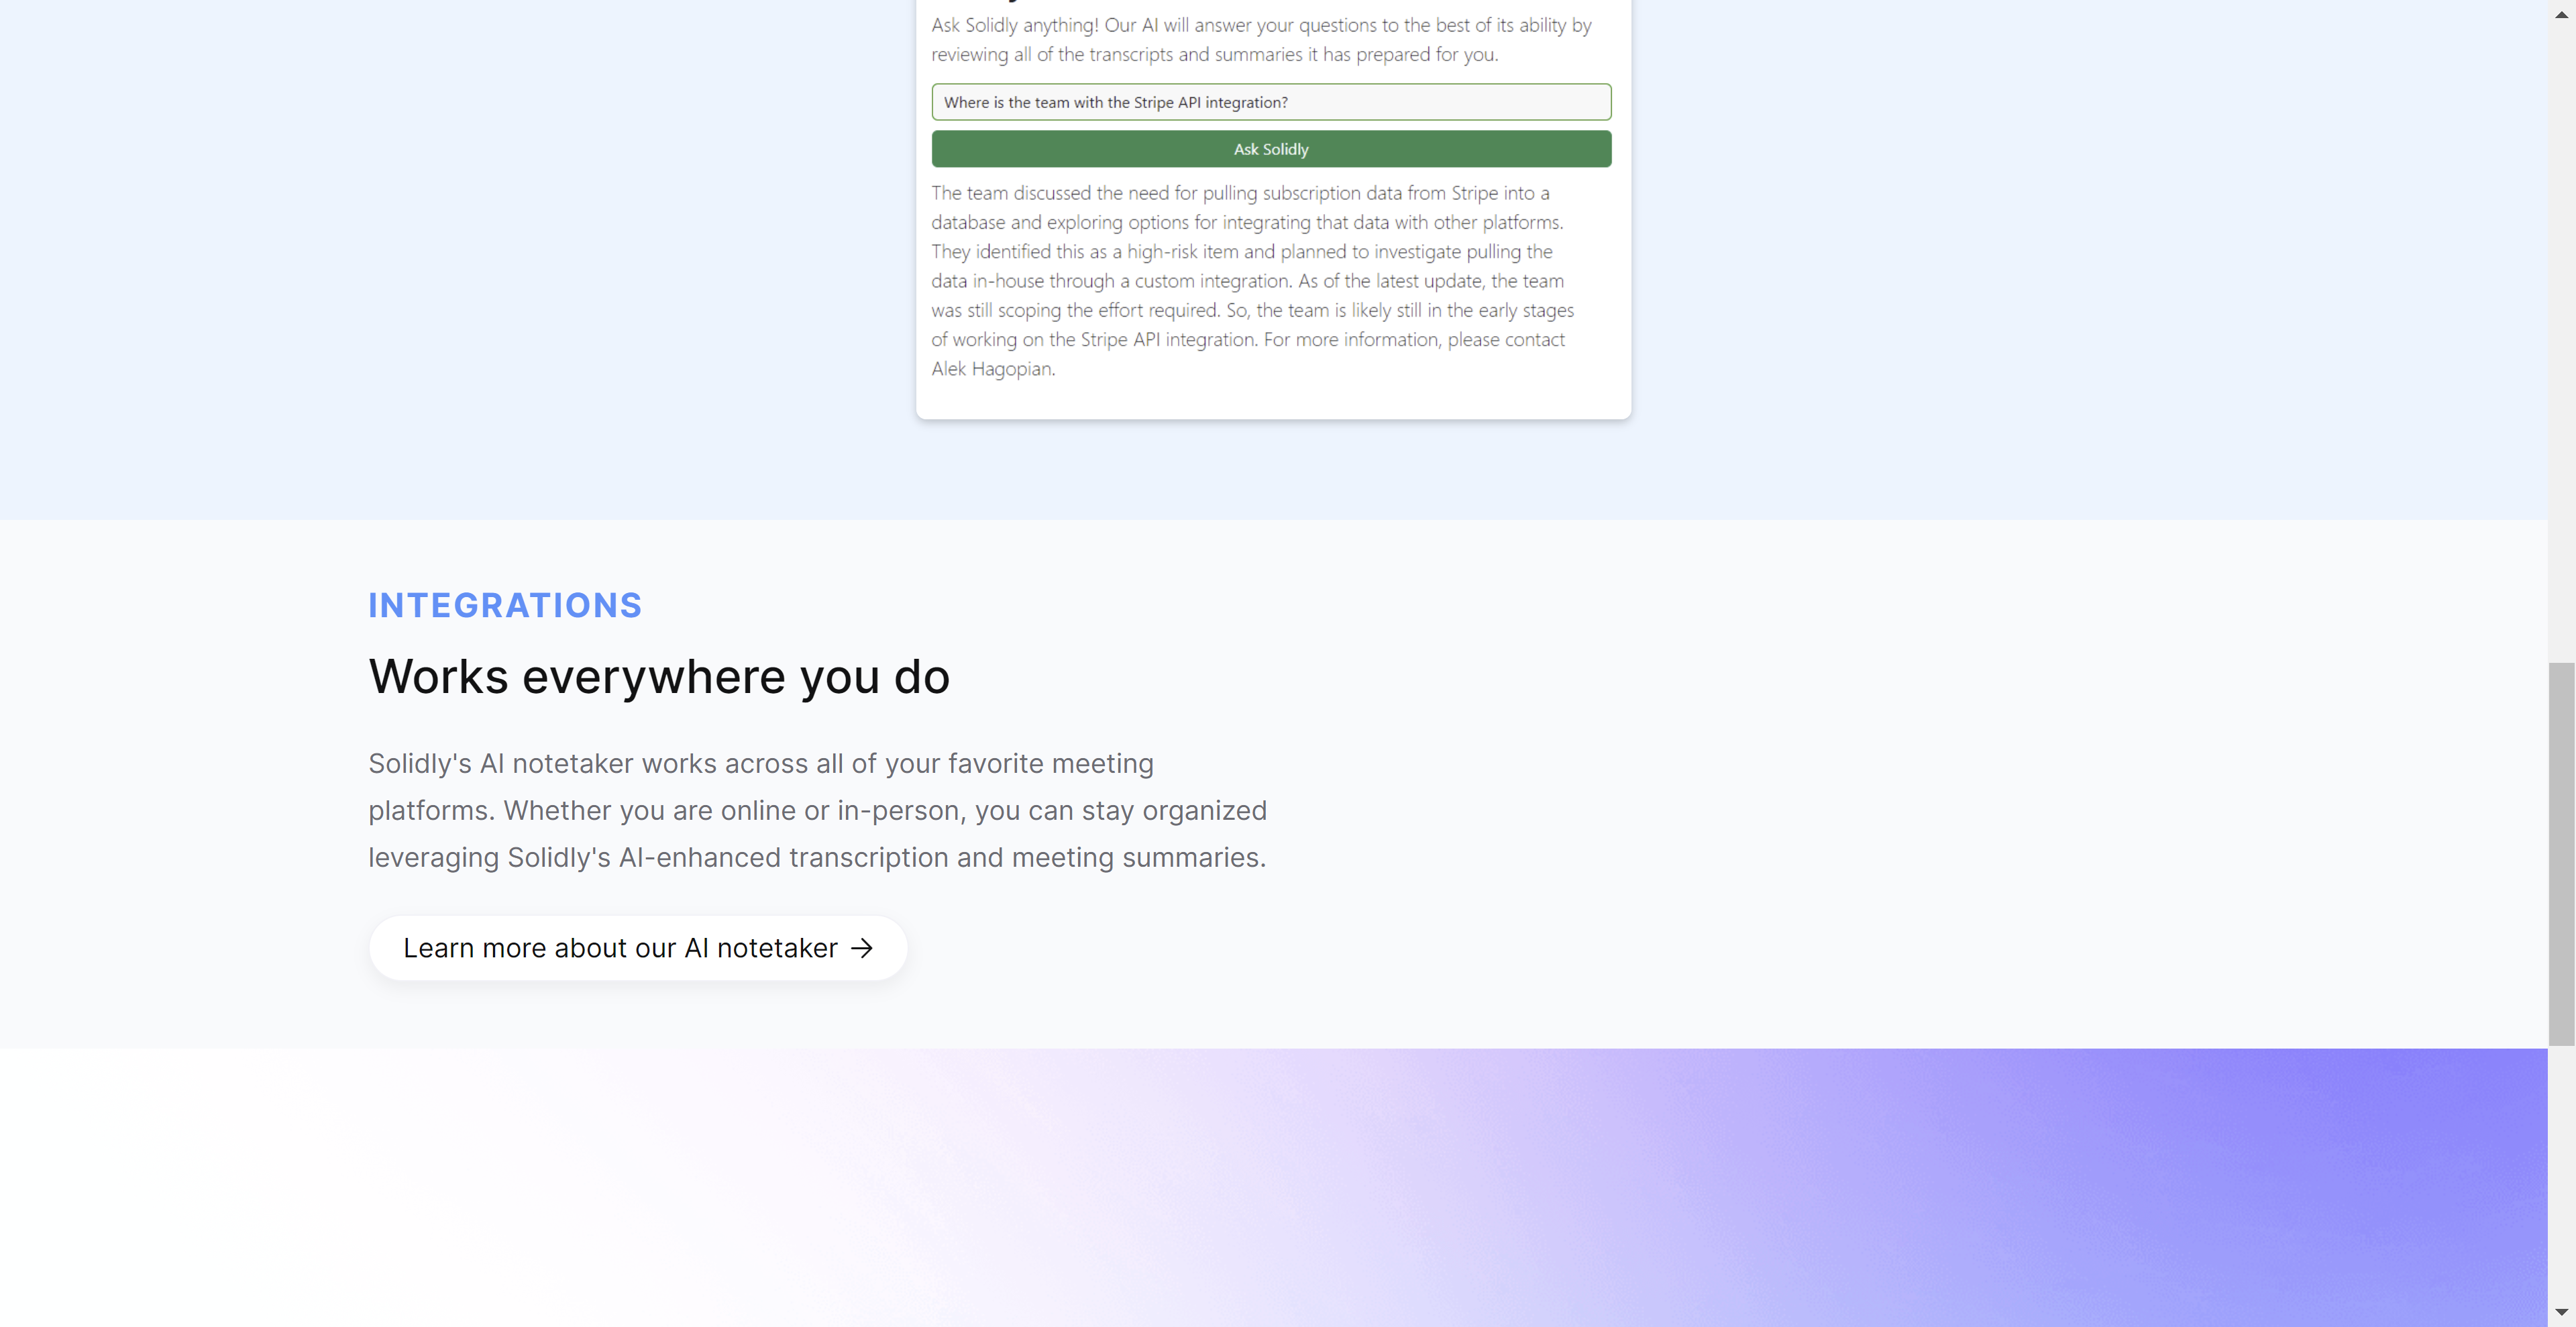 Ask Solidly anything! Our AI will answer your questions to the best of its ability by
reviewing all of the transcripts and summaries it has prepared for you.
Where is the team with the Stripe API integration?
Ask Solidly
The team discussed the need for pulling subscription data from Stripe into a
database and exploring options for integrating that data with other platforms.
They identified this as a high-risk item and planned to investigate pulling the
data in-house through a custom integration. As of the latest update, the team
was still scoping the effort required. So, the team is likely still in the early stages
of working on the Stripe API integration. For more information, please contact
Alek Hagopian.
INTEGRATIONS
Works everywhere you do
Solidly's AI notetaker works across all of your favorite meeting
platforms. Whether you are online or in-person, you can stay organized
leveraging Solidly's AI-enhanced transcription and meeting summaries.
Learn more about our AI notetaker →